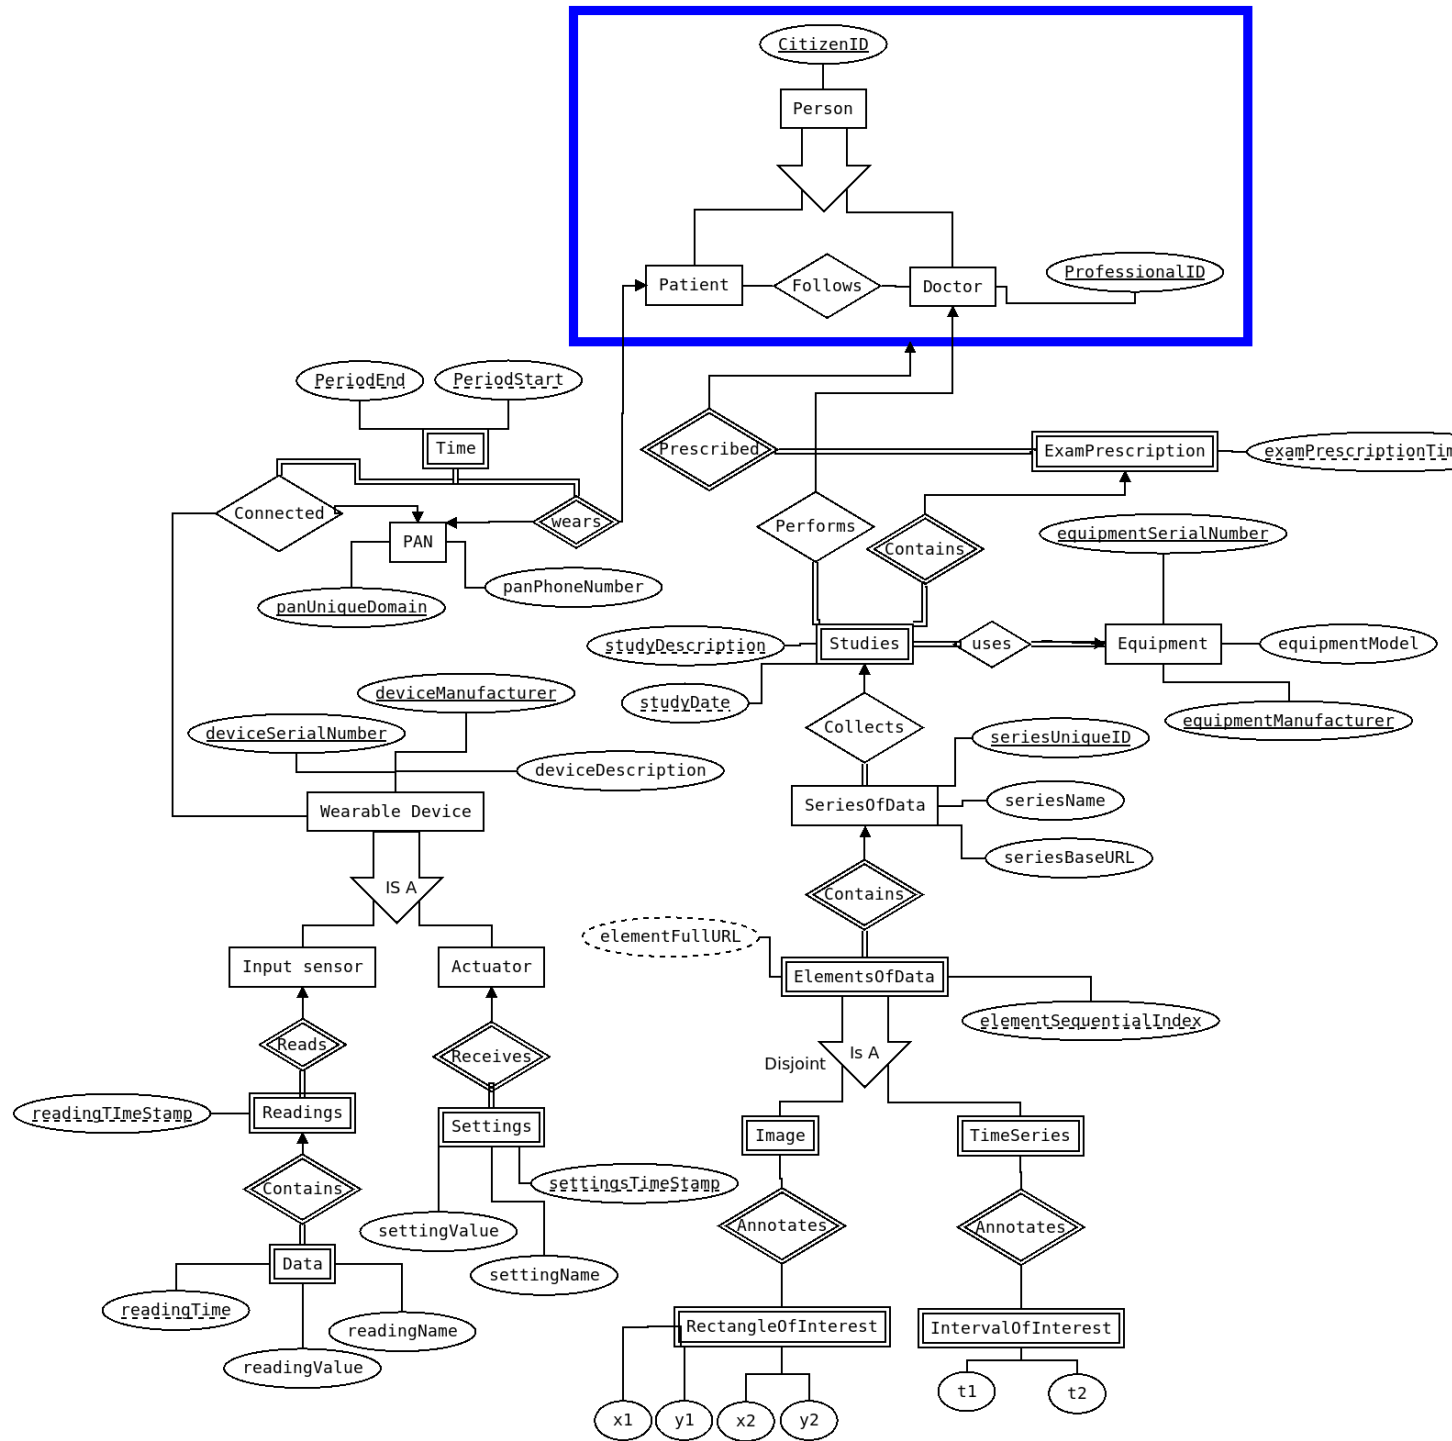 CitizenID
Person
Patient
Follows
Doctor
ProfessionalID
PeriodEnd
PeriodStart
Time
Prescribed
ExamPrescription
examPrescriptionTim
Connected
PAN
wears
Performs
Contains
equipmentSerialNumber
panUniqueDomain
panPhoneNumber
studyDescription
Studies
uses
Equipment
equipmentModel
studyDate
equipmentManufacturer
deviceManufacturer
deviceSerialNumber
deviceDescription
Collects
seriesUniqueID
Wearable Device
SeriesOfData
seriesName
seriesBaseURL
IS A
Contains
elementFullURL
Input sensor
Actuator
ElementsOfData
elementSequentialIndex
Reads
Receives
Disjoint
Is A
readingTImeStamp
Readings
Settings
Image
TimeSeries
Contains
settingsTimeStamp
settingValue
Annotates
Annotates
Data
settingName
readingTime
readingName
readingValue
RectangleOfInterest
IntervalOfInterest
x1
y1
x2
y2
t1
t2